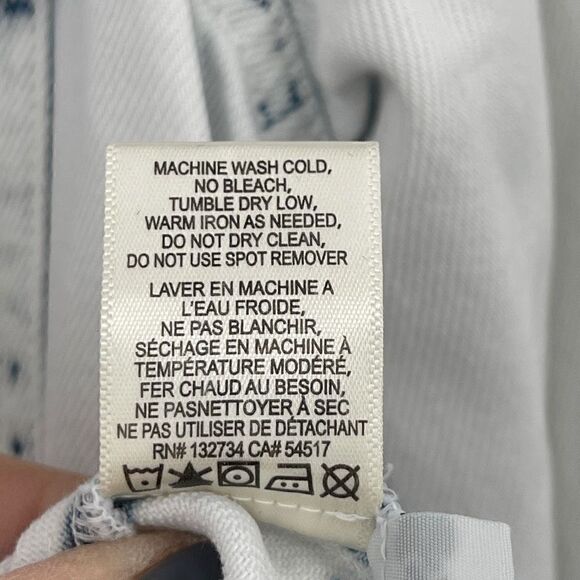 MACHINE WASH COLD,
NO BLEACH,
TUMBLE DRY LOW,
WARM IRON AS NEEDED,
DO NOT DRY CLEAN,
DO NOT USE SPOT REMOVER
LAVER EN MACHINE A
L'EAU FROIDE,
NE PAS BLANCHIR,
SÉCHAGE EN MACHINE À
TEMPÉRATURE MODÉRÉ,
FER CHAUD AU BESOIN,
NE PASNETTOYER À SEC
NE PAS UTILISER DE DÉTACHANT
RN# 132734 CA# 54517